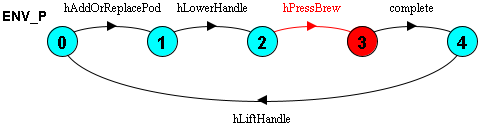 hAddOrReplacePod hLowerHandle hPressBrew complete
ENV_P
0 1 2 3 4
hLiftHandle